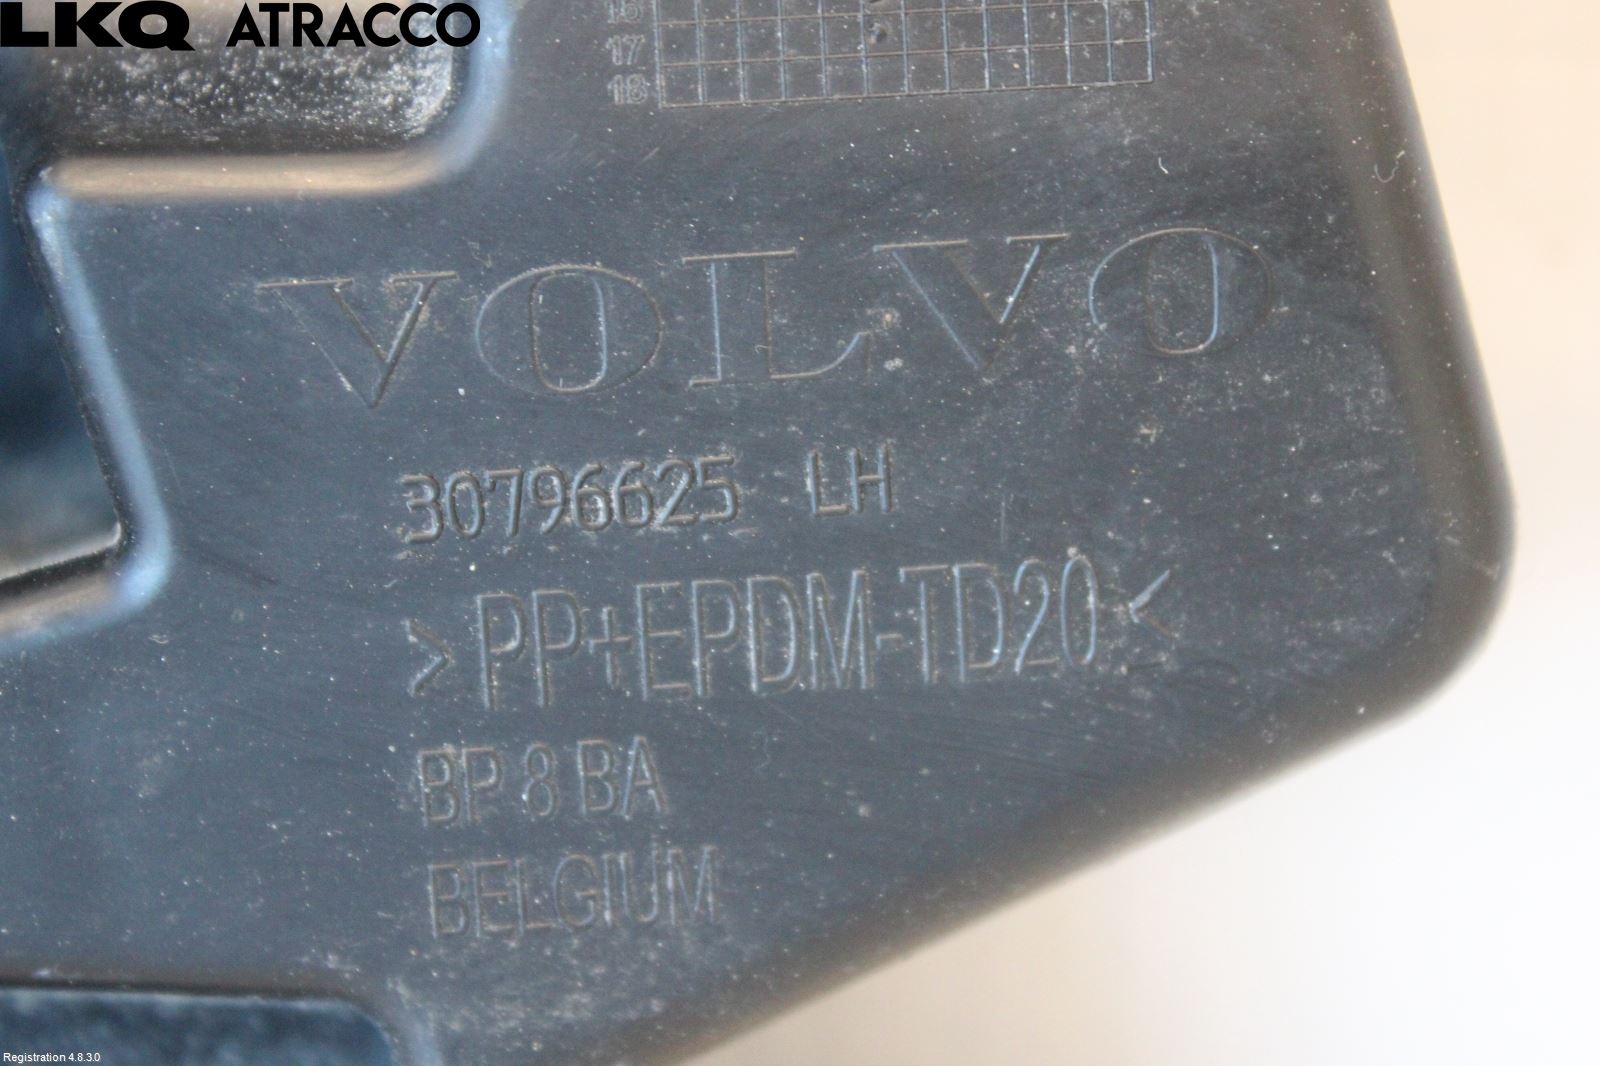 LKQ ATRACCO
16
17
18
VOLVO
30796625 LH
>PP+EPDM-TD20<
BP 8 BA
BELGIUM
Registration 4.8.3.0